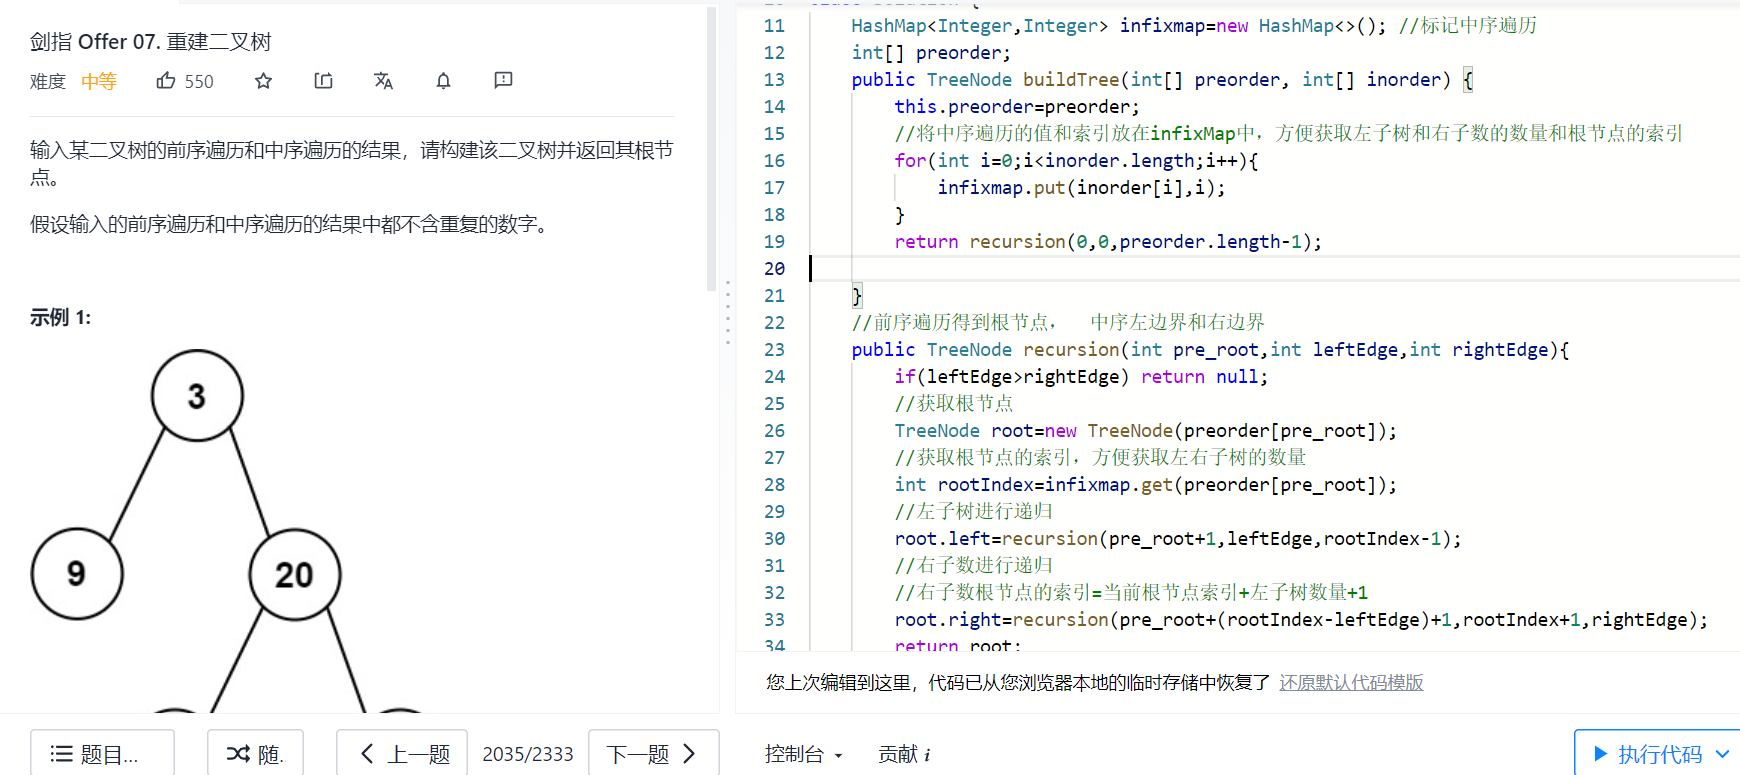 剑指 Offer 07. 重建二叉树
难度 中等 550
输入某二叉树的前序遍历和中序遍历的结果，请构建该二叉树并返回其根节
点。
假设输入的前序遍历和中序遍历的结果中都不含重复的数字。
示例 1:
3
9
20
题目...
随.
上一题
2035/2333
下一题
11 HashMap<Integer,Integer> infixmap=new HashMap<>(); //标记中序遍历
12 int[] preorder;
13 public TreeNode buildTree(int[] preorder, int[] inorder) {
14 this.preorder=preorder;
15 //将中序遍历的值和索引放在infixMap中，方便获取左子树和右子数的数量和根节点的索引
16 for(int i=0;i<inorder.length;i++){
17 infixmap.put(inorder[i],i);
18 }
19 return recursion(0,0,preorder.length-1);
20
21 }
22 //前序遍历得到根节点，  中序左边界和右边界
23 public TreeNode recursion(int pre_root,int leftEdge,int rightEdge){
24 if(leftEdge>rightEdge) return null;
25 //获取根节点
26 TreeNode root=new TreeNode(preorder[pre_root]);
27 //获取根节点的索引，方便获取左右子树的数量
28 int rootIndex=infixmap.get(preorder[pre_root]);
29 //左子树进行递归
30 root.left=recursion(pre_root+1,leftEdge,rootIndex-1);
31 //右子数进行递归
32 //右子数根节点的索引=当前根节点索引+左子树数量+1
33 root.right=recursion(pre_root+(rootIndex-leftEdge)+1,rootIndex+1,rightEdge);
34 return root;
您上次编辑到这里，代码已从您浏览器本地的临时存储中恢复了 还原默认代码模版
控制台
贡献 i
执行代码